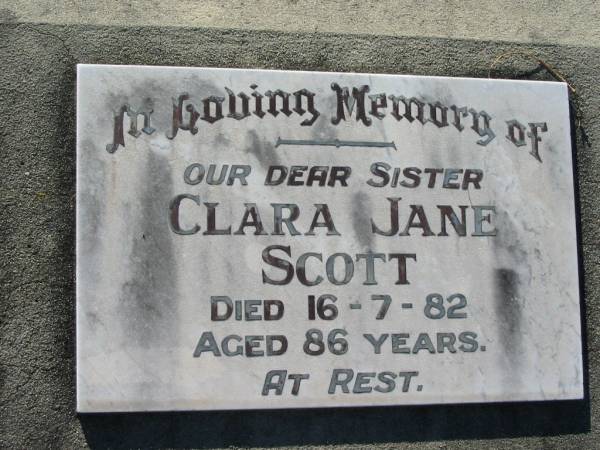 In Loving Memory of
OUR DEAR SISTER
CLARA JANE
SCOTT
DIED 16-7-82
AGED 86 YEARS.
AT REST.